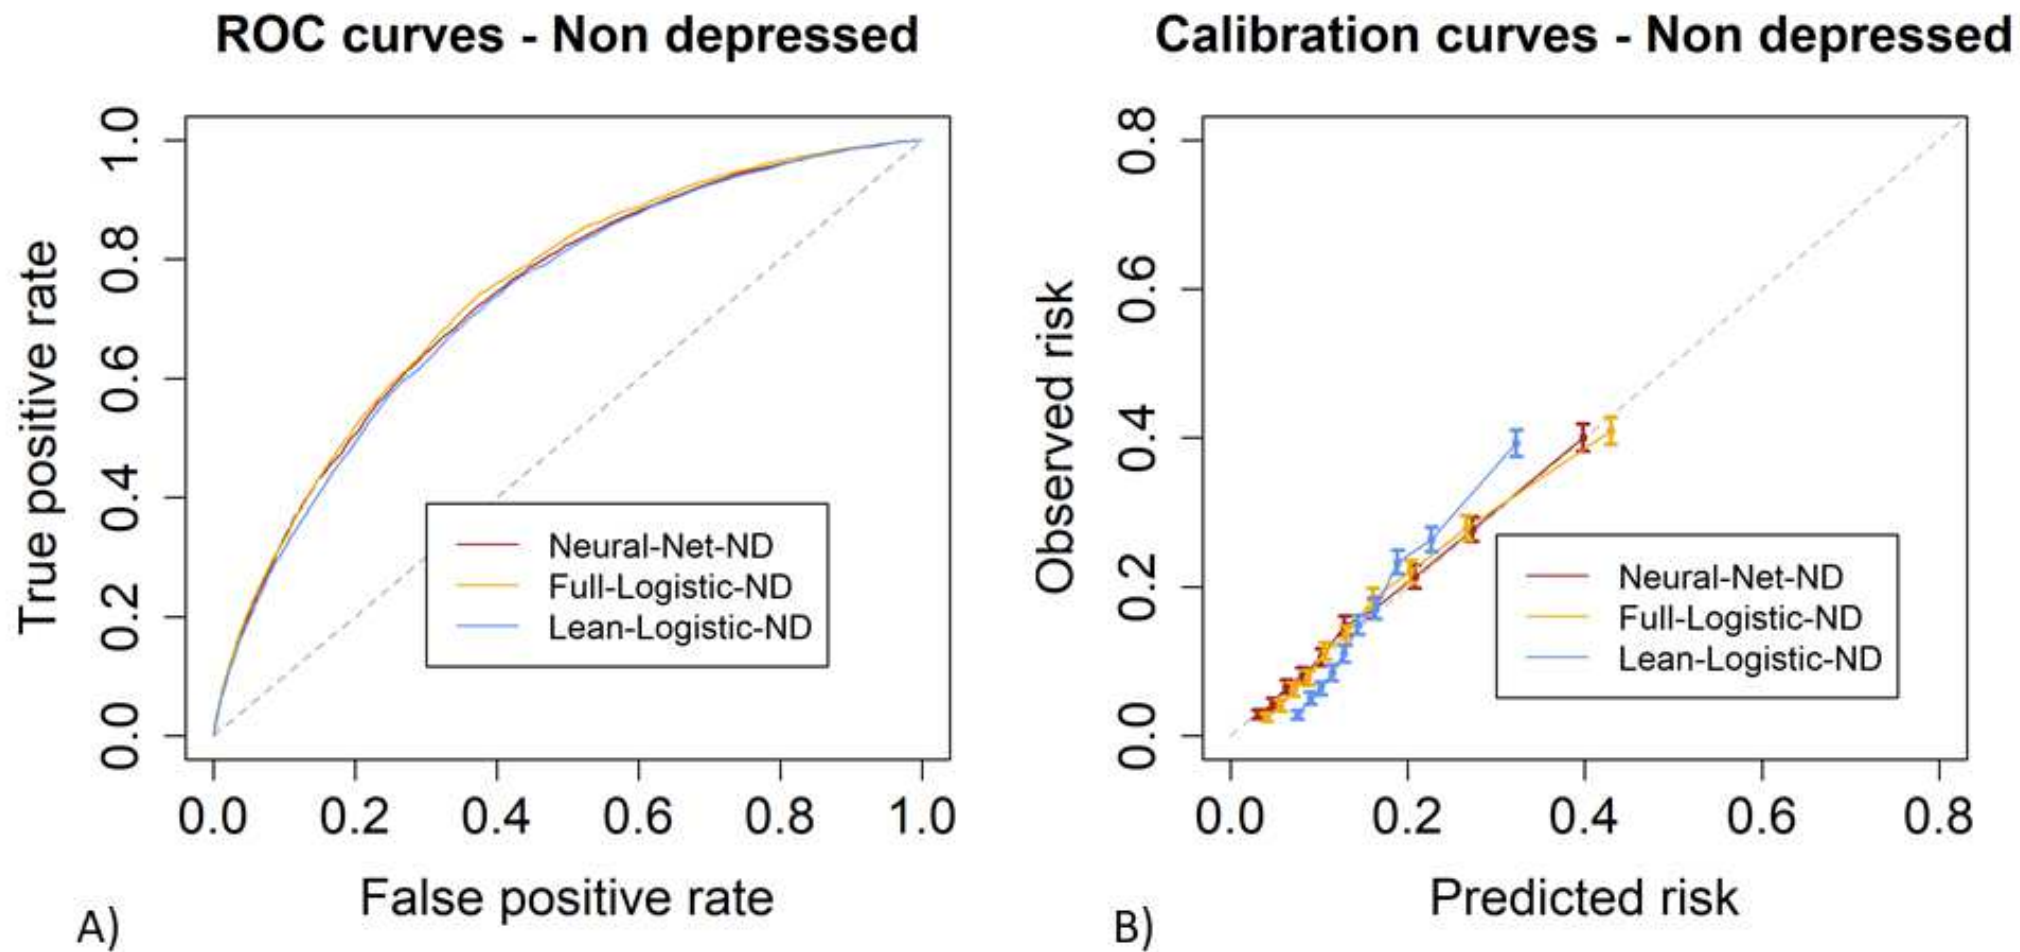 ROC curves - Non depressed
True positive rate
1.0
0.8
0.6
0.4
0.2
0.0
Neural-Net-ND
Full-Logistic-ND
Lean-Logistic-ND
0.0 0.2 0.4 0.6 0.8 1.0
False positive rate
A)
Calibration curves - Non depressed
Observed risk
0.8
0.6
0.4
0.2
0.0
Neural-Net-ND
Full-Logistic-ND
Lean-Logistic-ND
0.0 0.2 0.4 0.6 0.8
Predicted risk
B)